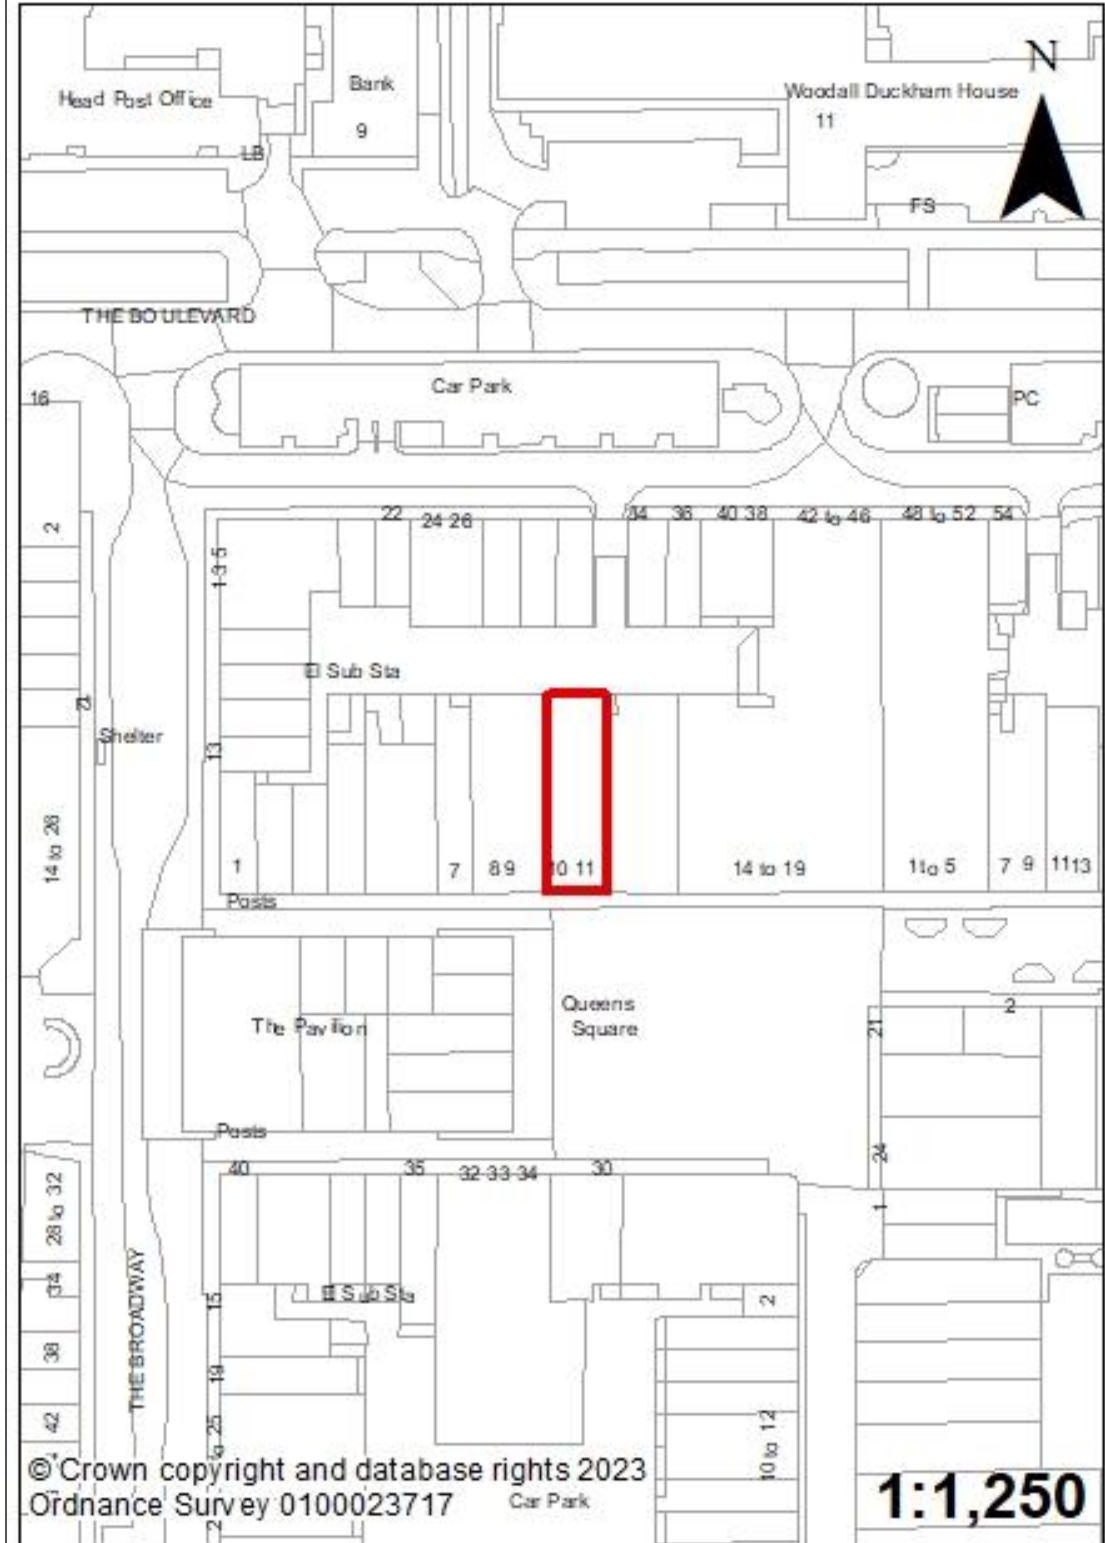 N
Bank
Woodall Duckham House
Head Post Office
9
11
LB
FS
THE BOULEVARD
Car Park
16
PC
22
24 26
34
36
40 38
42 to 46
48 to 52
54
2
1 3 5
El Sub Sta
Shelter
13
14 to 26
1
7
8 9
10 11
14 to 19
1 to 5
7
9
11 13
Posts
Queens
Square
The Pavilion
2
21
Posts
24
40
35
32 33 34
30
28 to 32
1
34
El Sub Sta
15
2
THE BROADWAY
38
19
42
to 25
10 to 12
© Crown copyright and database rights 2023
Ordnance Survey 0100023717
Car Park
1:1,250